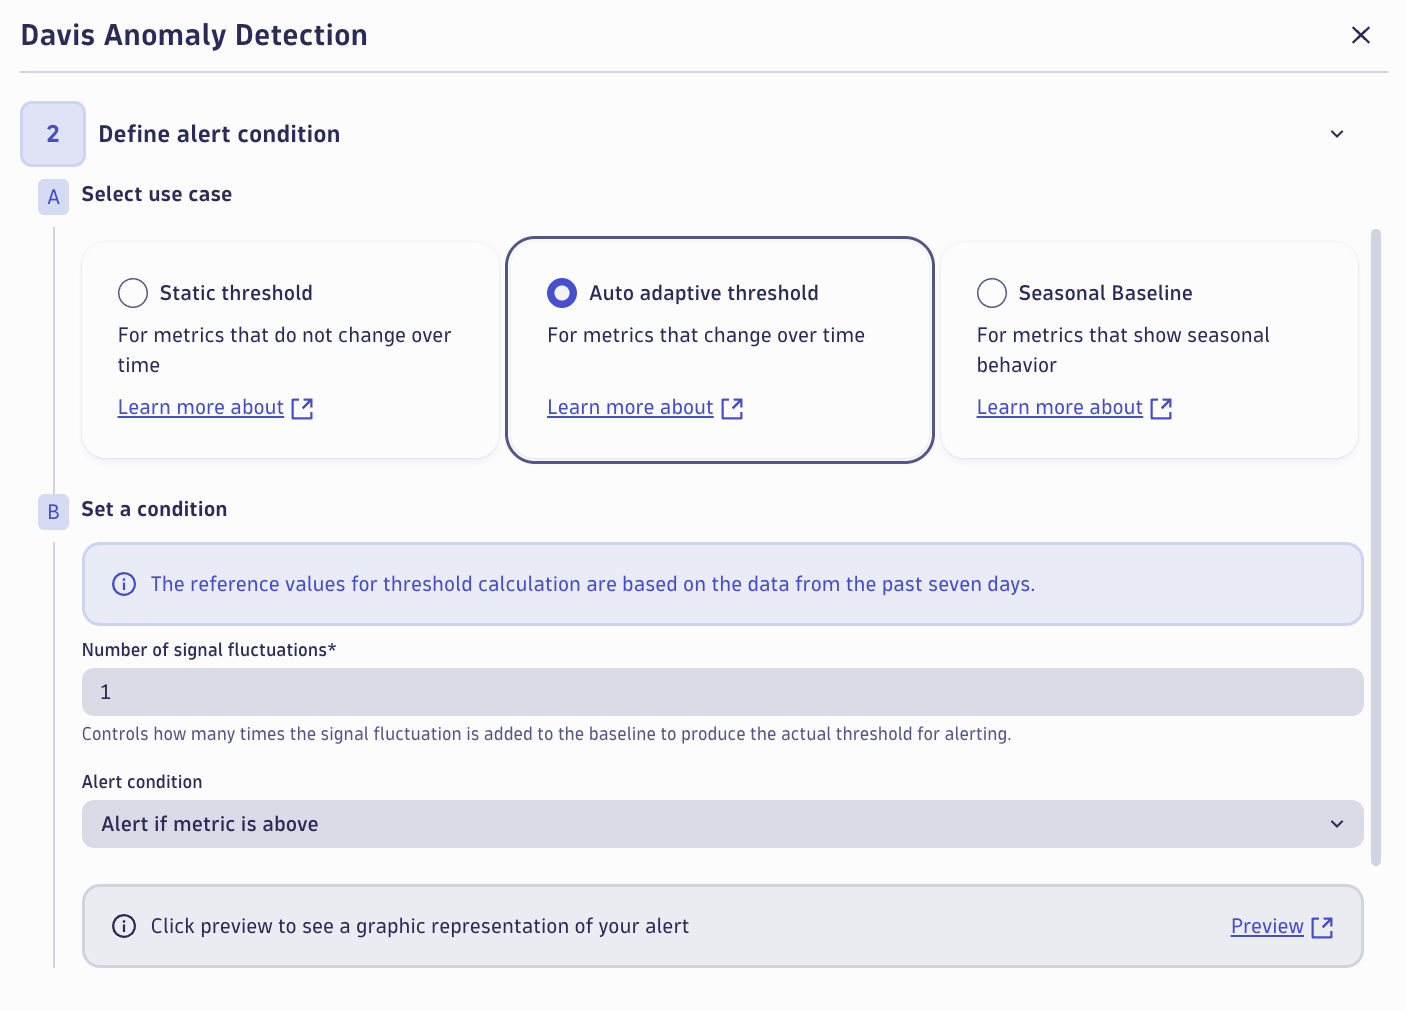 Davis Anomaly Detection
2
Define alert condition
A
Select use case
Static threshold
For metrics that do not change over
time
Learn more about
Auto adaptive threshold
For metrics that change over time
Learn more about
Seasonal Baseline
For metrics that show seasonal
behavior
Learn more about
B
Set a condition
The reference values for threshold calculation are based on the data from the past seven days.
Number of signal fluctuations*
1
Controls how many times the signal fluctuation is added to the baseline to produce the actual threshold for alerting.
Alert condition
Alert if metric is above
Click preview to see a graphic representation of your alert
Preview